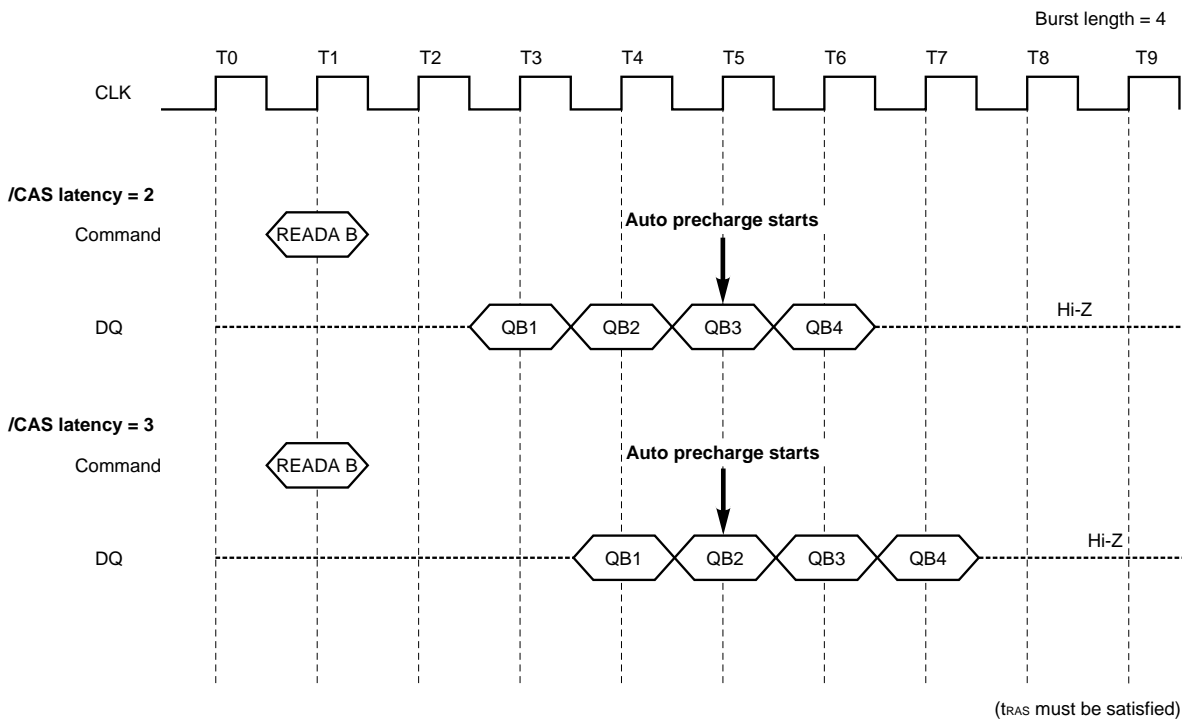 Burst length = 4
T0 T1 T2 T3 T4 T5 T6 T7 T8 T9
CLK
/CAS latency = 2
Command READA B Auto precharge starts
DQ QB1 QB2 QB3 QB4 Hi-Z
/CAS latency = 3
Command READA B Auto precharge starts
DQ QB1 QB2 QB3 QB4 Hi-Z
(tRAS must be satisfied)